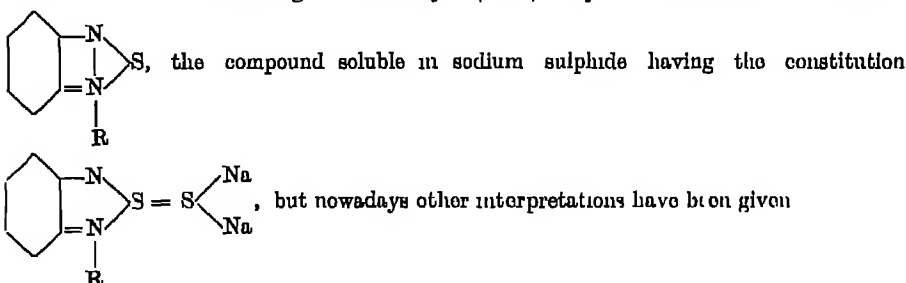 N
S, the compound soluble in sodium sulphide having the constitution
=N
R
N Na
S = S , but nowadays other interpretations have been given
=N Na
R